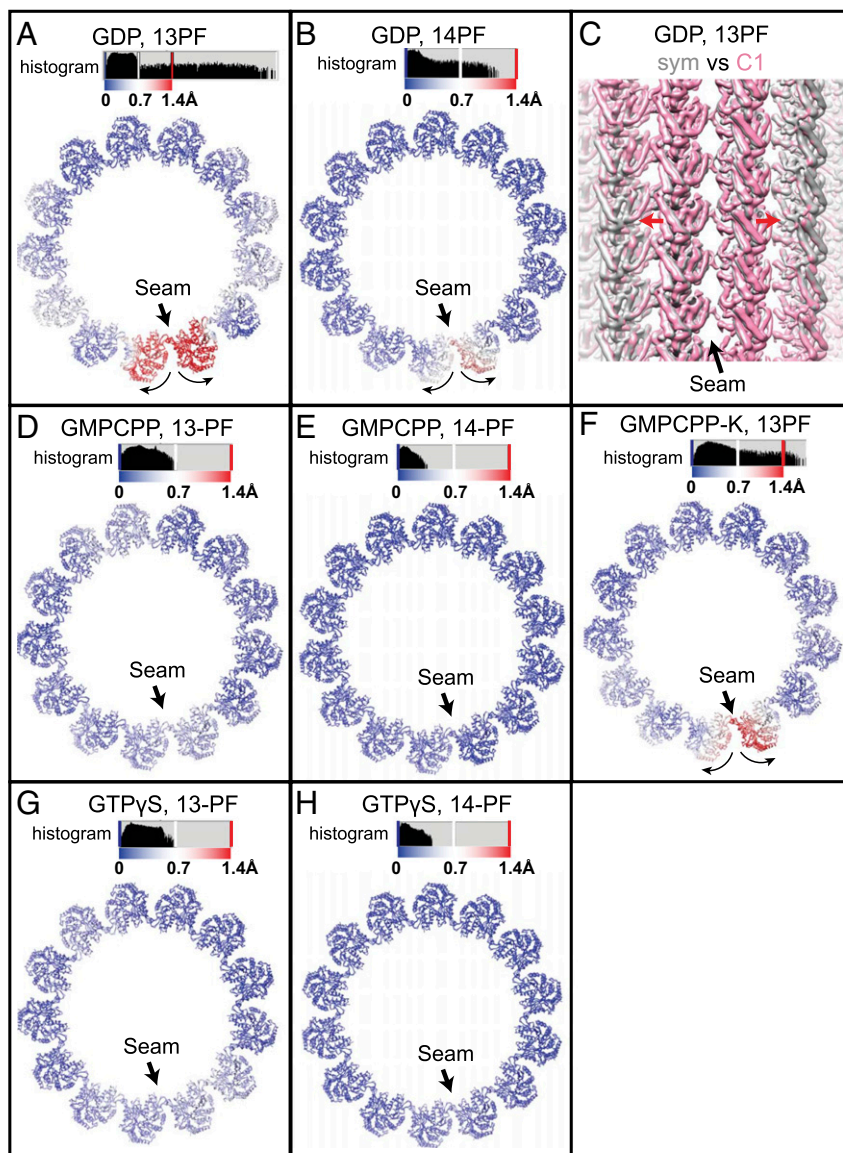 A
GDP, 13PF
histogram
0 0.7 1.4Å
Seam
B
GDP, 14PF
histogram
0 0.7 1.4Å
Seam
C
GDP, 13PF
sym vs C1
Seam
D
GMPCPP, 13-PF
histogram
0 0.7 1.4Å
Seam
E
GMPCPP, 14-PF
histogram
0 0.7 1.4Å
Seam
F
GMPCPP-K, 13PF
histogram
0 0.7 1.4Å
Seam
G
GTPγS, 13-PF
histogram
0 0.7 1.4Å
Seam
H
GTPγS, 14-PF
histogram
0 0.7 1.4Å
Seam